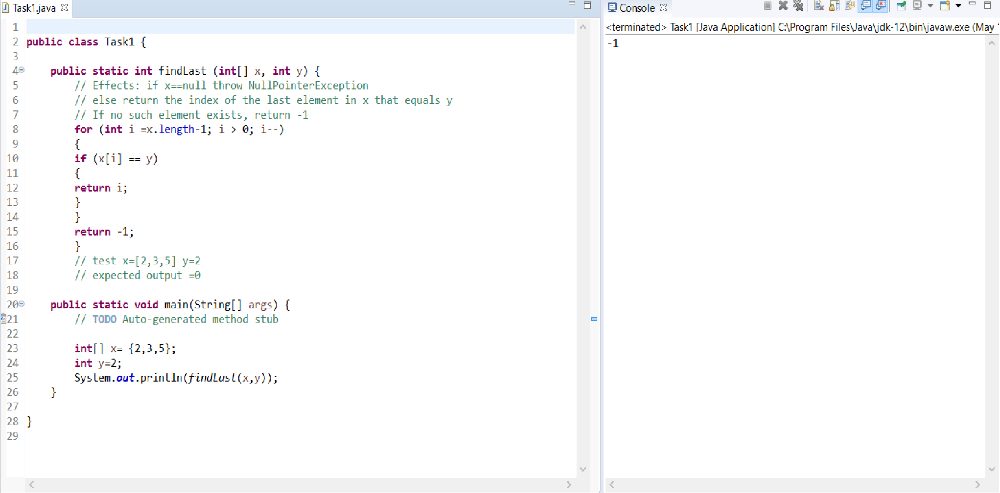 Task1.java
1
2 public class Task1 {
3
4 public static int findLast (int[] x, int y) {
5 // Effects: if x==null throw NullPointerException
6 // else return the index of the last element in x that equals y
7 // If no such element exists, return -1
8 for (int i =x.length-1; i > 0; i--)
9 {
10 if (x[i] == y)
11 {
12 return i;
13 }
14 }
15 return -1;
16 }
17 // test x=[2,3,5] y=2
18 // expected output =0
19
20 public static void main(String[] args) {
21 // TODO Auto-generated method stub
22
23 int[] x= {2,3,5};
24 int y=2;
25 System.out.println(findLast(x,y));
26 }
27
28 }
29
Console
<terminated> Task1 [Java Application] C:\Program Files\Java\jdk-12\bin\javaw.exe (May
-1